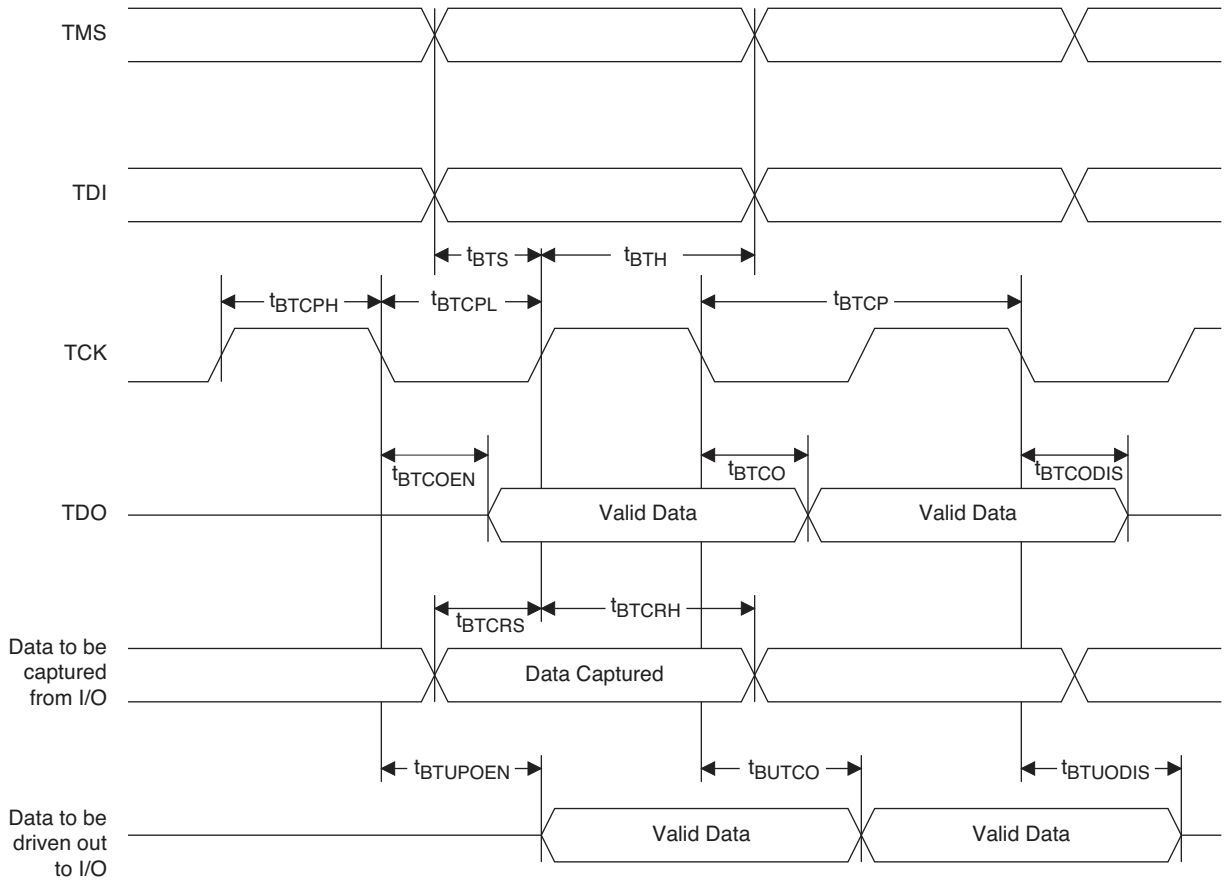 TMS
TDI
tBTS
tBTH
tBTCPH
tBTCPL
tBTCP
TCK
tBTCOEN
tBTCO
tBTCODIS
TDO
Valid Data
Valid Data
tBTCRS
tBTCRH
Data to be
captured
from I/O
Data Captured
tBTUPOEN
tBUTCO
tBTUODIS
Data to be
driven out
to I/O
Valid Data
Valid Data